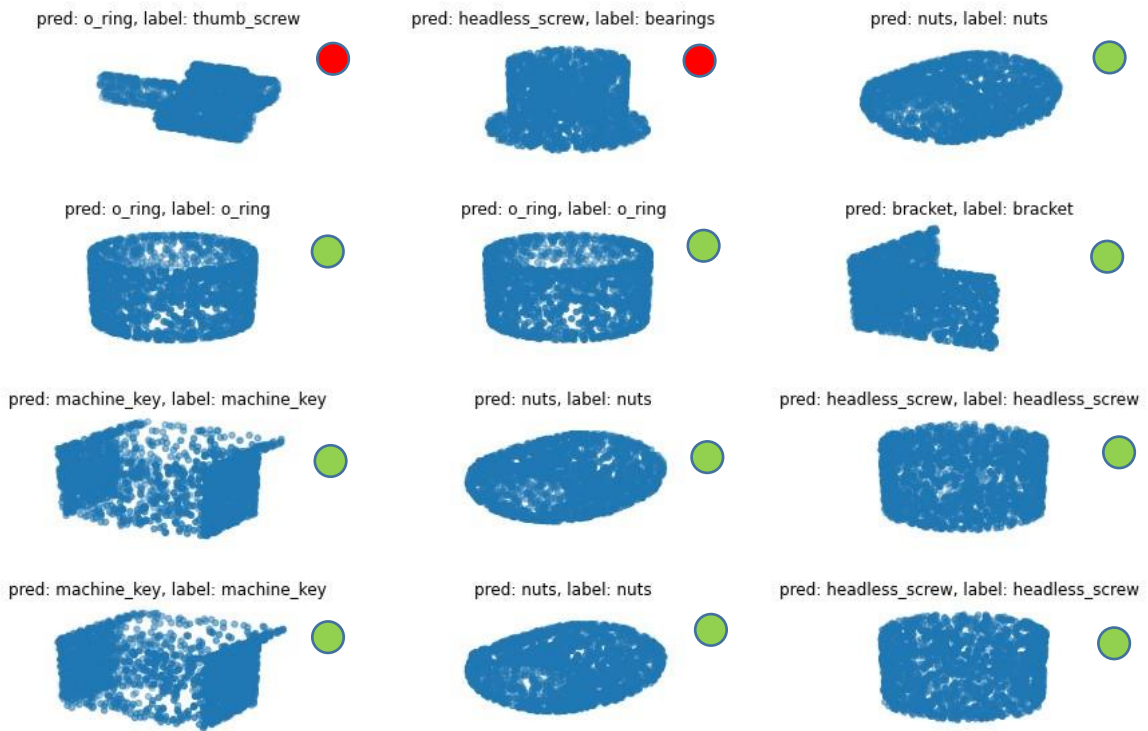 pred: o_ring, label: thumb_screw
pred: headless_screw, label: bearings
pred: nuts, label: nuts
pred: o_ring, label: o_ring
pred: o_ring, label: o_ring
pred: bracket, label: bracket
pred: machine_key, label: machine_key
pred: nuts, label: nuts
pred: headless_screw, label: headless_screw
pred: machine_key, label: machine_key
pred: nuts, label: nuts
pred: headless_screw, label: headless_screw